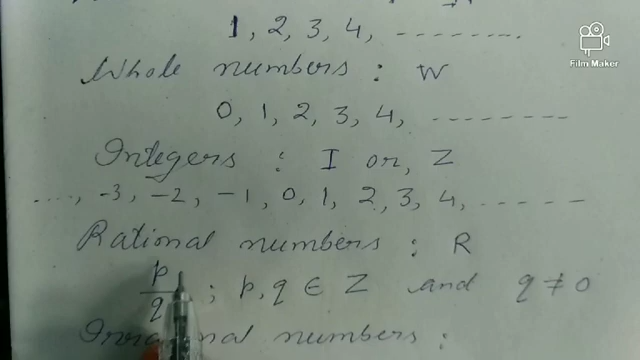 1, 2, 3, 4, --------.
Film Maker
Whole numbers : W
0, 1, 2, 3, 4, --------
Integers : I or, Z
...., -3, -2, -1, 0, 1, 2, 3, 4, ------
Rational numbers : R
p/q ; p, q ∈ Z and q ≠ 0
numbers :